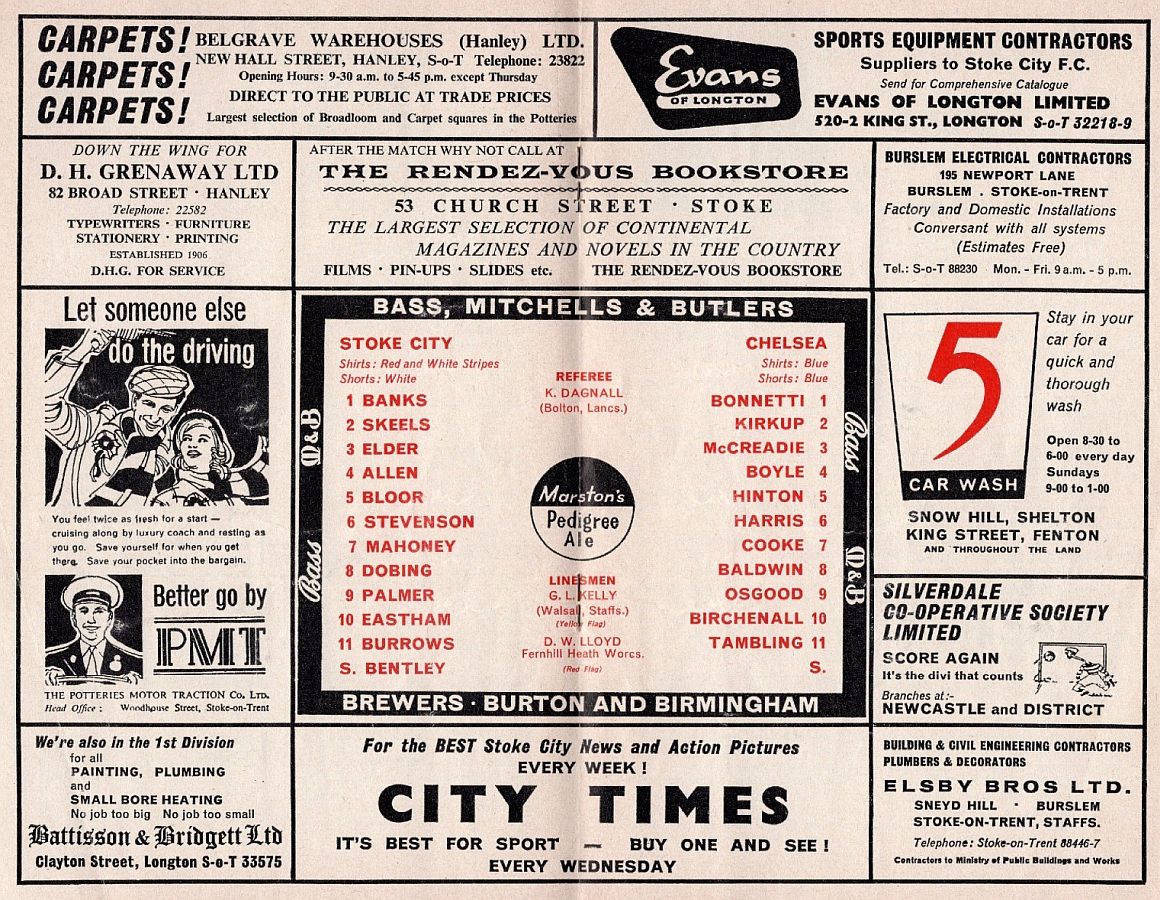 CARPETS!
CARPETS!
CARPETS!
BELGRAVE WAREHOUSES (Hanley) LTD.
NEW HALL STREET, HANLEY, S-o-T Telephone: 23822
Opening Hours: 9-30 a.m. to 5-45 p.m. except Thursday
DIRECT TO THE PUBLIC AT TRADE PRICES
Largest selection of Broadloom and Carpet squares in the Potteries
Evans
OF LONGTON
SPORTS EQUIPMENT CONTRACTORS
Suppliers to Stoke City F.C.
Send for Comprehensive Catalogue
EVANS OF LONGTON LIMITED
520-2 KING ST., LONGTON S-o-T 32218-9
DOWN THE WING FOR
D. H. GRENAWAY LTD
82 BROAD STREET · HANLEY
Telephone: 22582
TYPEWRITERS · FURNITURE
STATIONERY · PRINTING
ESTABLISHED 1906
D.H.G. FOR SERVICE
AFTER THE MATCH WHY NOT CALL AT
THE RENDEZ-VOUS BOOKSTORE
53 CHURCH STREET · STOKE
THE LARGEST SELECTION OF CONTINENTAL
MAGAZINES AND NOVELS IN THE COUNTRY
FILMS · PIN-UPS · SLIDES etc. THE RENDEZ-VOUS BOOKSTORE
BURSLEM ELECTRICAL CONTRACTORS
195 NEWPORT LANE
BURSLEM . STOKE-on-TRENT
Factory and Domestic Installations
Conversant with all systems
(Estimates Free)
Tel.: S-o-T 88230 Mon. - Fri. 9 a.m. - 5 p.m.
Let someone else
do the driving
You feel twice as fresh for a start —
cruising along by luxury coach and resting as
you go. Save yourself for when you get
there. Save your pocket into the bargain.
Better go by
PMT
THE POTTERIES MOTOR TRACTION Co. LTD.
Head Office : Woodhouse Street, Stoke-on-Trent
BASS, MITCHELLS & BUTLERS
M&B
Bass
STOKE CITY
Shirts: Red and White Stripes
Shorts: White
1 BANKS
2 SKEELS
3 ELDER
4 ALLEN
5 BLOOR
6 STEVENSON
7 MAHONEY
8 DOBING
9 PALMER
10 EASTHAM
11 BURROWS
S. BENTLEY
REFEREE
K. DAGNALL
(Bolton, Lancs.)
Marston's
Pedigree
Ale
LINESMEN
G. L. KELLY
(Walsall, Staffs.)
(Yellow Flag)
D. W. LLOYD
Fernhill Heath Worcs.
(Red Flag)
CHELSEA
Shirts: Blue
Shorts: Blue
BONNETTI 1
KIRKUP 2
McCREADIE 3
BOYLE 4
HINTON 5
HARRIS 6
COOKE 7
BALDWIN 8
OSGOOD 9
BIRCHENALL 10
TAMBLING 11
S.
Bass
M&B
BREWERS · BURTON AND BIRMINGHAM
5
CAR WASH
Stay in your
car for a
quick and
thorough
wash
Open 8-30 to
6-00 every day
Sundays
9-00 to 1-00
SNOW HILL, SHELTON
KING STREET, FENTON
AND THROUGHOUT THE LAND
SILVERDALE
CO-OPERATIVE SOCIETY
LIMITED
SCORE AGAIN
It's the divi that counts
Branches at:-
NEWCASTLE and DISTRICT
We're also in the 1st Division
for all
PAINTING, PLUMBING
and
SMALL BORE HEATING
No job too big No job too small
Battisson & Bridgett Ltd
Clayton Street, Longton S-o-T 33575
For the BEST Stoke City News and Action Pictures
EVERY WEEK !
CITY TIMES
IT'S BEST FOR SPORT — BUY ONE AND SEE !
EVERY WEDNESDAY
BUILDING & CIVIL ENGINEERING CONTRACTORS
PLUMBERS & DECORATORS
ELSBY BROS LTD.
SNEYD HILL · BURSLEM
STOKE-ON-TRENT, STAFFS.
Telephone: Stoke-on-Trent 88446-7
Contractors to Ministry of Public Buildings and Works